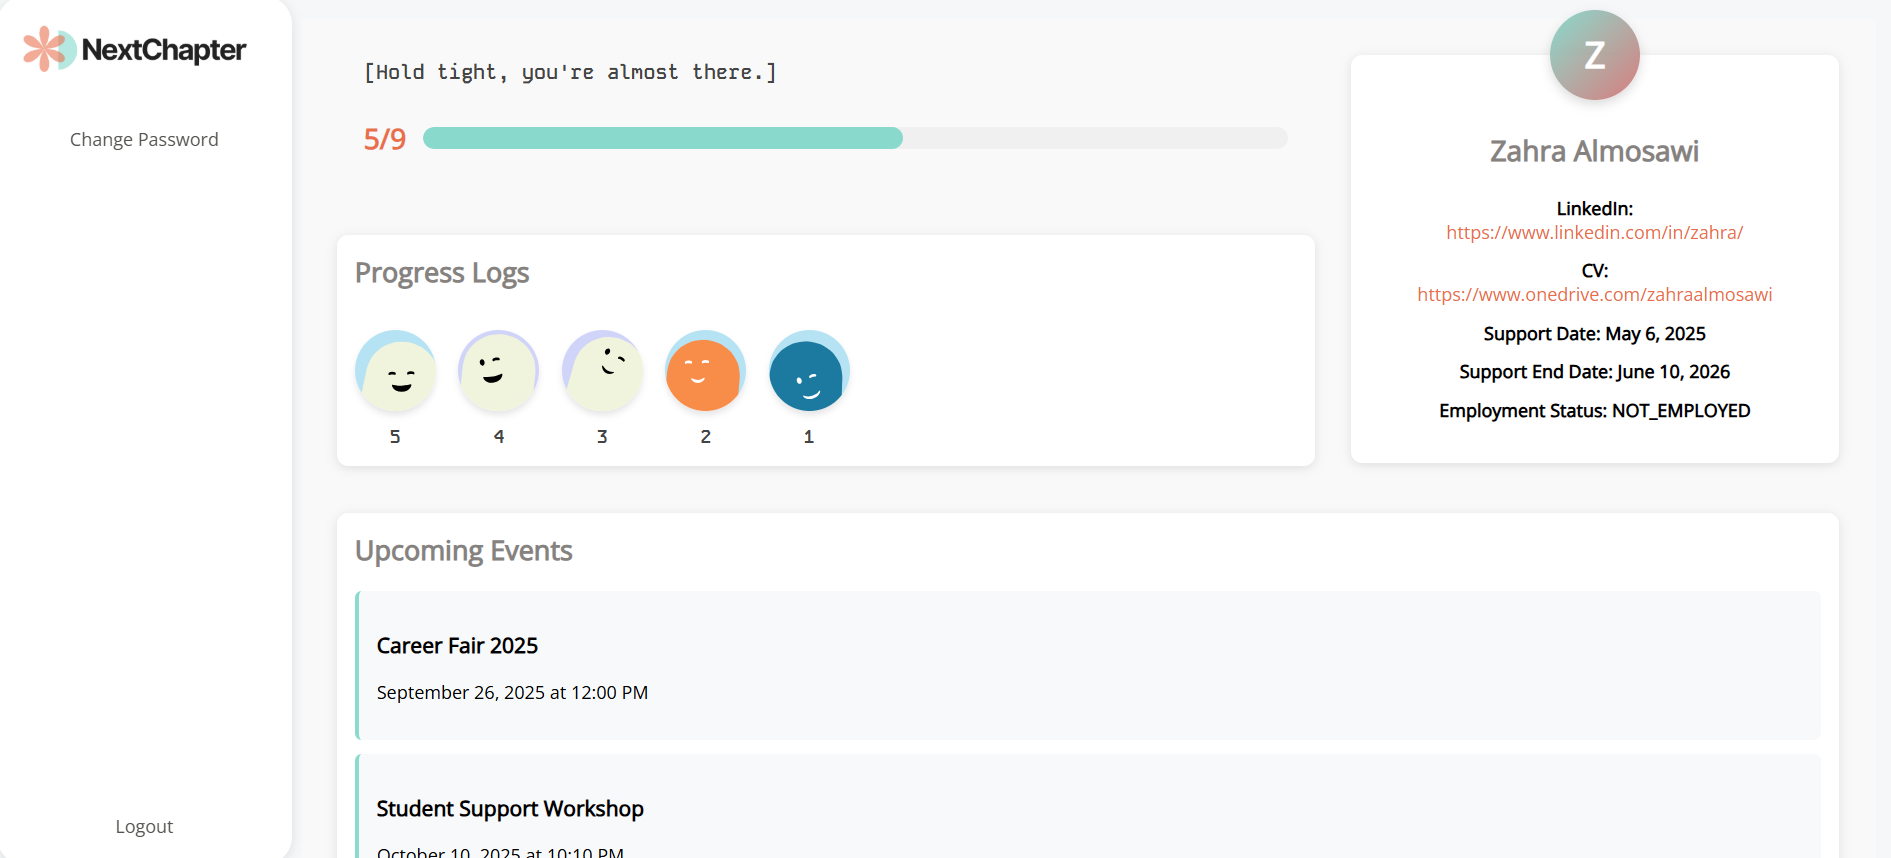 NextChapter
Change Password
Logout
[Hold tight, you're almost there.]
5/9
Progress Logs
5 4 3 2 1
Z
Zahra Almosawi
LinkedIn:
https://www.linkedin.com/in/zahra/
CV:
https://www.onedrive.com/zahraalmosawi
Support Date: May 6, 2025
Support End Date: June 10, 2026
Employment Status: NOT_EMPLOYED
Upcoming Events
Career Fair 2025
September 26, 2025 at 12:00 PM
Student Support Workshop
October 10, 2025 at 10:10 PM